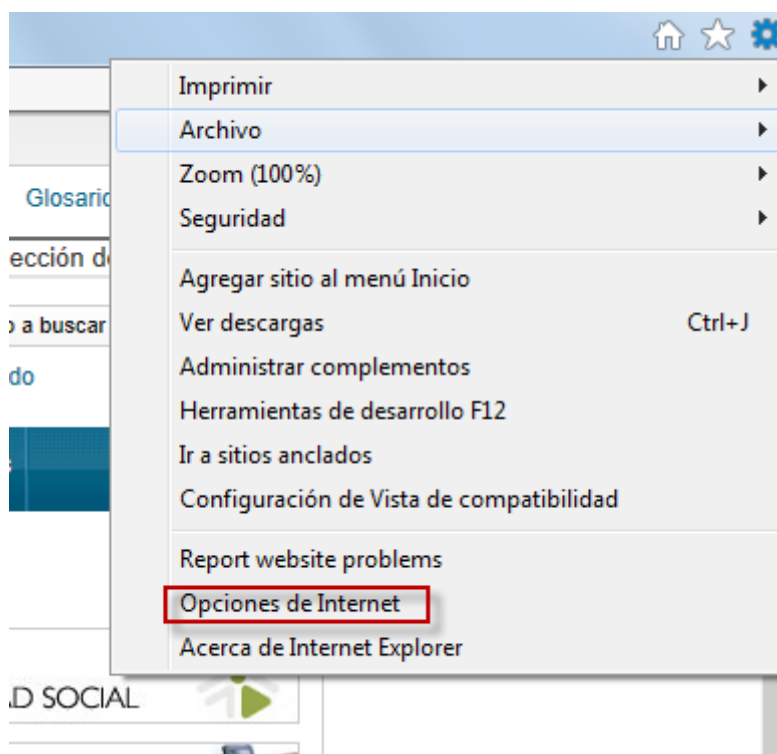 Imprimir
Archivo
Zoom (100%)
Glosario
Seguridad
ección de
Agregar sitio al menú Inicio
o a buscar
Ver descargas Ctrl+J
Administrar complementos
do
Herramientas de desarrollo F12
Ir a sitios anclados
Configuración de Vista de compatibilidad
Report website problems
Opciones de Internet
Acerca de Internet Explorer
AD SOCIAL